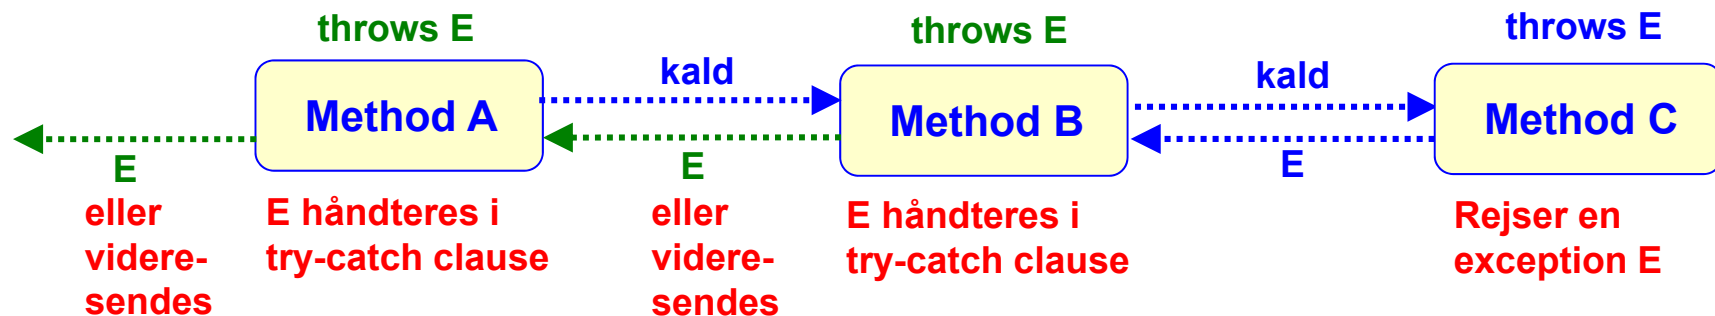 throws E
throws E
throws E
kald
kald
Method A
Method B
Method C
E
E
E
eller
videre-
sendes
E håndteres i
try-catch clause
eller
videre-
sendes
E håndteres i
try-catch clause
Rejser en
exception E